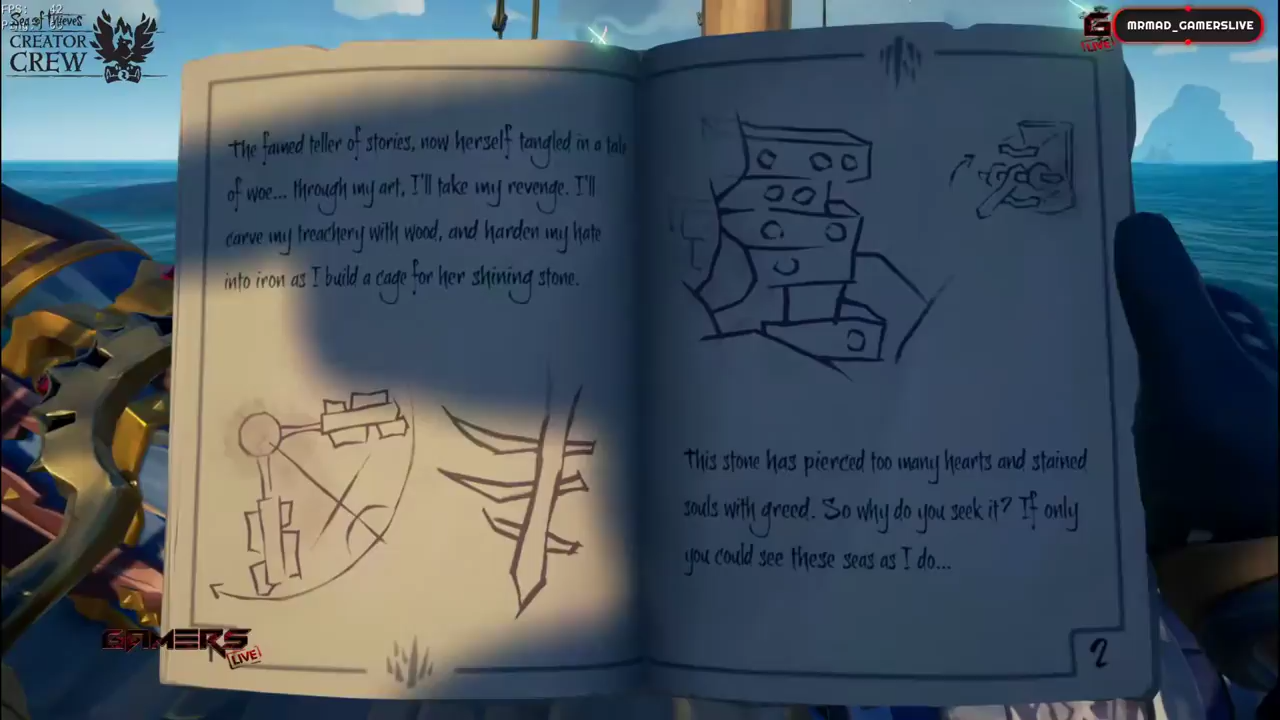 FPS: 42
Sea of Thieves
CREATOR
CREW
G
LIVE
MRMAD_GAMERSLIVE
The famed teller of stories, now herself tangled in a tale
of woe... through my art, I'll take my revenge. I'll
carve my treachery with wood, and harden my hate
into iron as I build a cage for her shining stone.
This stone has pierced too many hearts and stained
souls with greed. So why do you seek it? If only
you could see these seas as I do...
2
GAMERS
LIVE